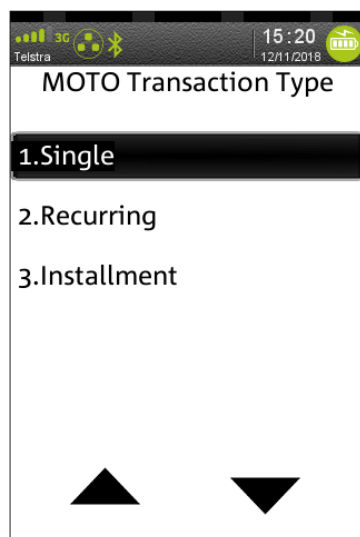 3G
15:20
Telstra
12/11/2018
MOTO Transaction Type
1.Single
2.Recurring
3.Installment